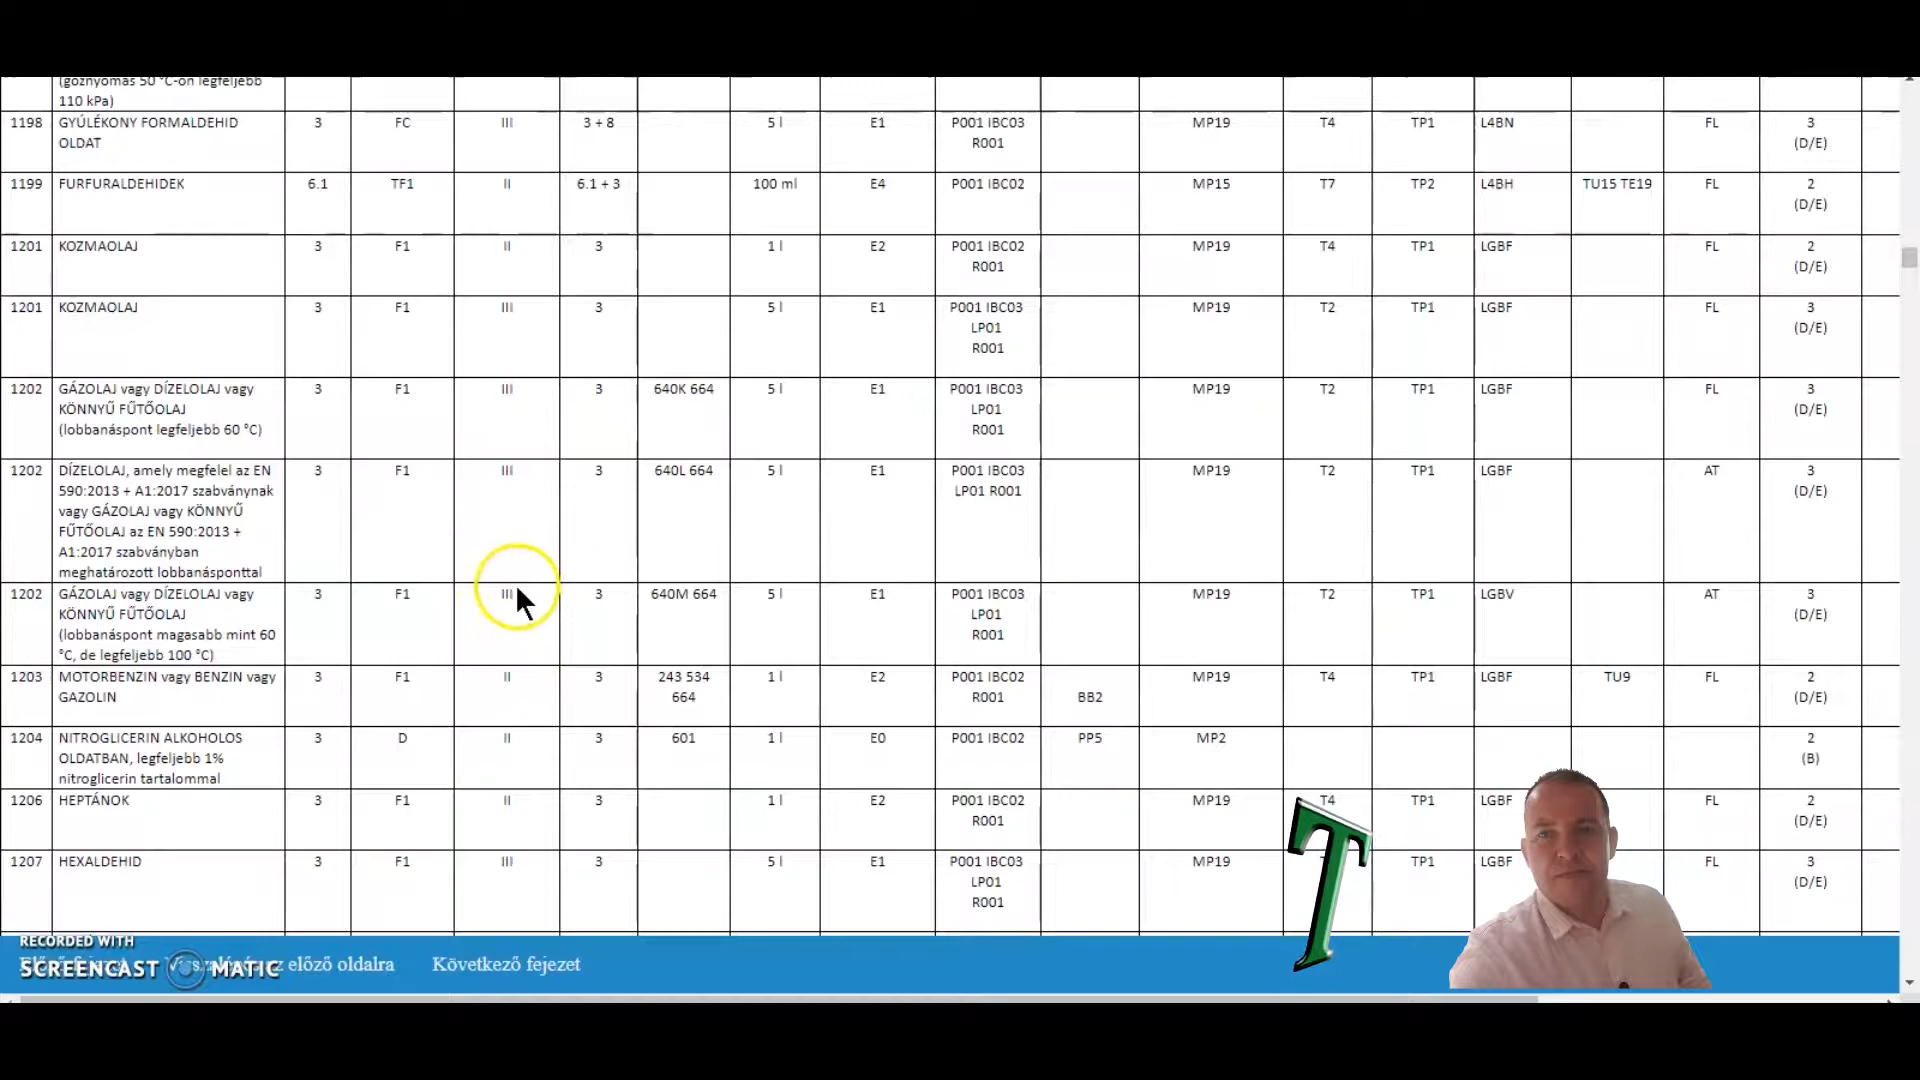 (gőznyomás 50 °C-on legfeljebb
110 kPa)
1198 GYÚLÉKONY FORMALDEHID 3 FC III 3 + 8 5 l E1 P001 IBC03 MP19 T4 TP1 L4BN FL 3
OLDAT R001 (D/E)
1199 FURFURALDEHIDEK 6.1 TF1 II 6.1 + 3 100 ml E4 P001 IBC02 MP15 T7 TP2 L4BH TU15 TE19 FL 2
(D/E)
1201 KOZMAOLAJ 3 F1 II 3 1 l E2 P001 IBC02 MP19 T4 TP1 LGBF FL 2
R001 (D/E)
1201 KOZMAOLAJ 3 F1 III 3 5 l E1 P001 IBC03 MP19 T2 TP1 LGBF FL 3
LP01 (D/E)
R001
1202 GÁZOLAJ vagy DÍZELOLAJ vagy 3 F1 III 3 640K 664 5 l E1 P001 IBC03 MP19 T2 TP1 LGBF FL 3
KÖNNYŰ FŰTŐOLAJ LP01 (D/E)
(lobbanáspont legfeljebb 60 °C) R001
1202 DÍZELOLAJ, amely megfelel az EN 3 F1 III 3 640L 664 5 l E1 P001 IBC03 MP19 T2 TP1 LGBF AT 3
590:2013 + A1:2017 szabványnak LP01 R001 (D/E)
vagy GÁZOLAJ vagy KÖNNYŰ
FŰTŐOLAJ az EN 590:2013 +
A1:2017 szabványban
meghatározott lobbanásponttal
1202 GÁZOLAJ vagy DÍZELOLAJ vagy 3 F1 III 3 640M 664 5 l E1 P001 IBC03 MP19 T2 TP1 LGBV AT 3
KÖNNYŰ FŰTŐOLAJ LP01 (D/E)
(lobbanáspont magasabb mint 60 R001
°C, de legfeljebb 100 °C)
1203 MOTORBENZIN vagy BENZIN vagy 3 F1 II 3 243 534 1 l E2 P001 IBC02 MP19 T4 TP1 LGBF TU9 FL 2
GAZOLIN 664 R001 BB2 (D/E)
1204 NITROGLICERIN ALKOHOLOS 3 D II 3 601 1 l E0 P001 IBC02 PP5 MP2 2
OLDATBAN, legfeljebb 1% (B)
nitroglicerin tartalommal
1206 HEPTÁNOK 3 F1 II 3 1 l E2 P001 IBC02 MP19 T4 TP1 LGBF FL 2
R001 (D/E)
1207 HEXALDEHID 3 F1 III 3 5 l E1 P001 IBC03 MP19 TP1 LGBF FL 3
LP01 (D/E)
R001
T
RECORDED WITH
SCREENCAST MATIC
az előző oldalra Következő fejezet